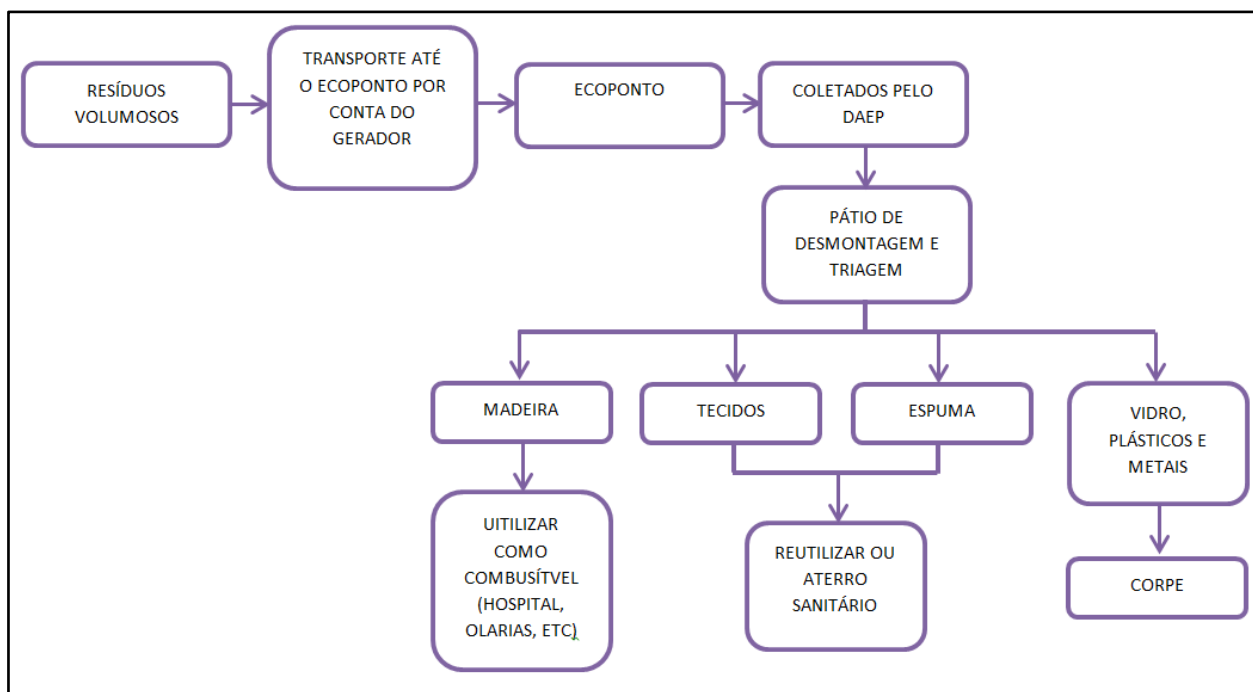 RESÍDUOS
VOLUMOSOS
TRANSPORTE ATÉ
O ECOPONTO POR
CONTA DO
GERADOR
ECOPONTO
COLETADOS PELO
DAEP
PÁTIO DE
DESMONTAGEM E
TRIAGEM
MADEIRA
TECIDOS
ESPUMA
VIDRO,
PLÁSTICOS E
METAIS
UITILIZAR
COMO
COMBUSÍTVEL
(HOSPITAL,
OLARIAS, ETC)
REUTILIZAR OU
ATERRO
SANITÁRIO
CORPE